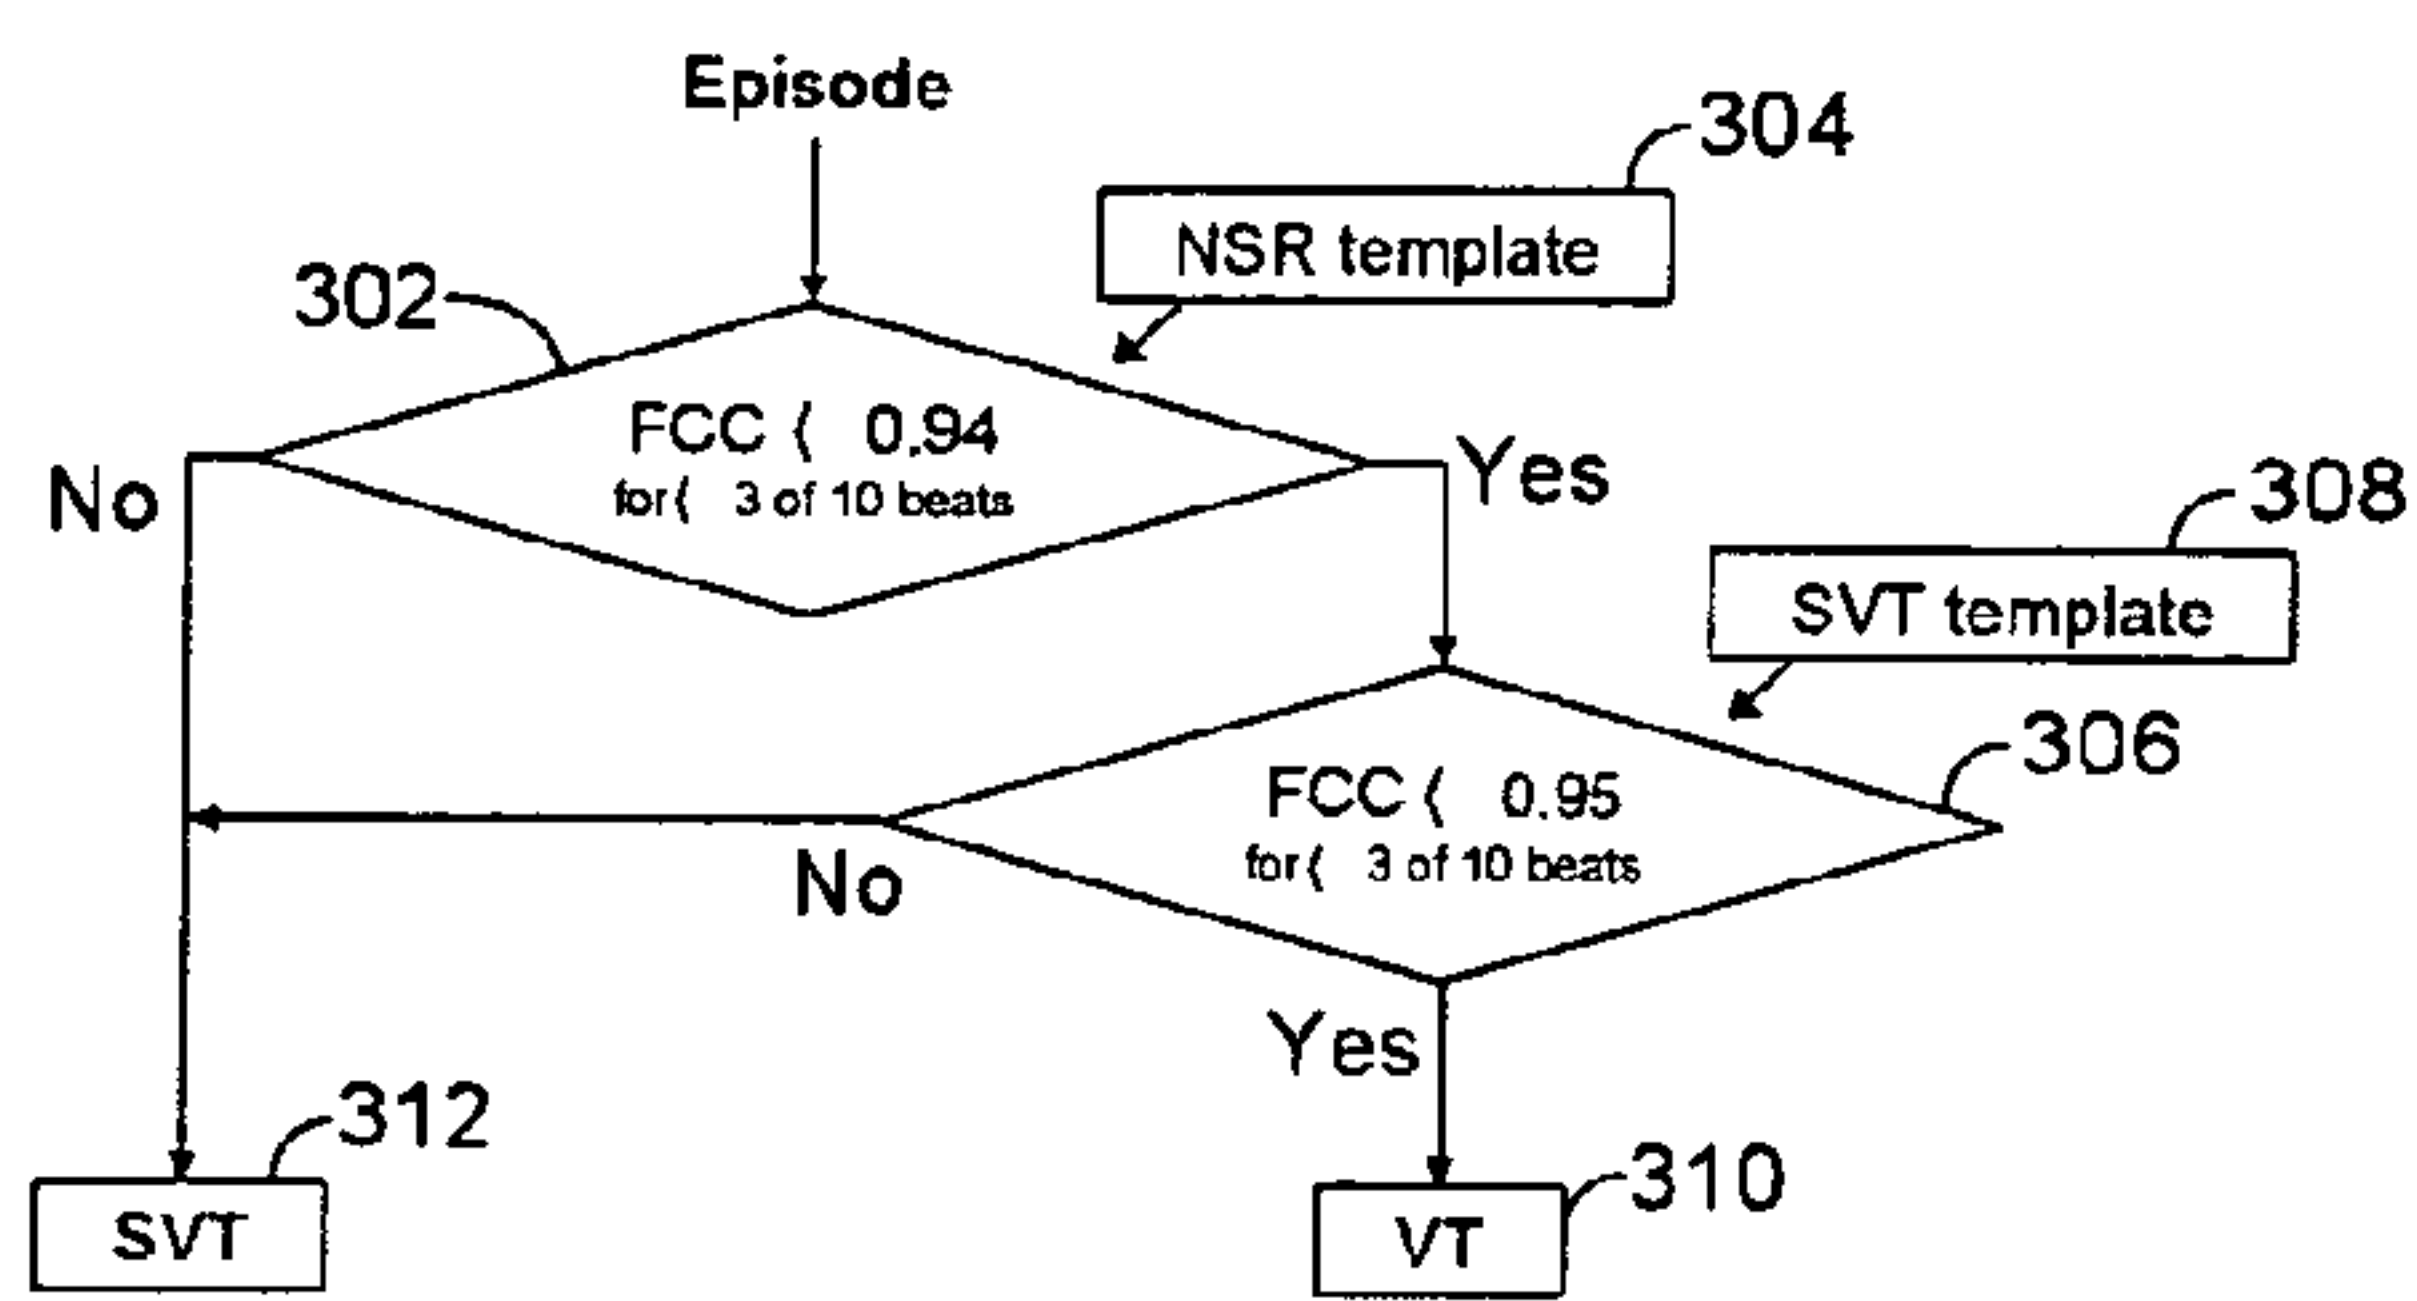 Episode
304
NSR template
302
FCC ( 0.94
for ( 3 of 10 beats
No
Yes
308
SVT template
306
FCC ( 0.95
for ( 3 of 10 beats
No
Yes
312
SVT
310
VT